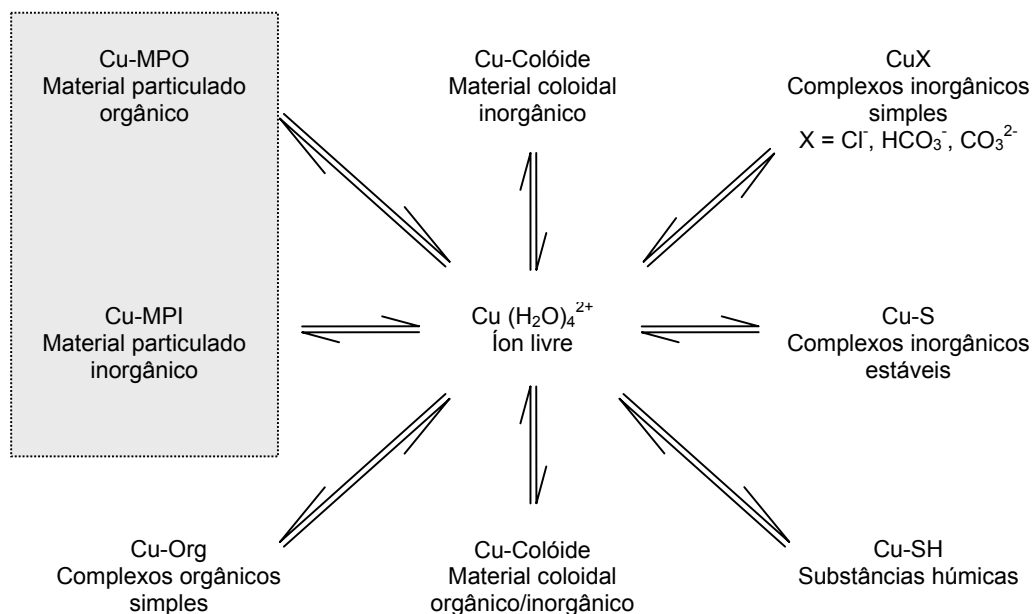 Cu-MPO
Material particulado
orgânico
Cu-Colóide
Material coloidal
inorgânico
CuX
Complexos inorgânicos
simples
X = Cl⁻, HCO₃⁻, CO₃²⁻
Cu-MPI
Material particulado
inorgânico
Cu (H₂O)₄²⁺
Íon livre
Cu-S
Complexos inorgânicos
estáveis
Cu-Org
Complexos orgânicos
simples
Cu-Colóide
Material coloidal
orgânico/inorgânico
Cu-SH
Substâncias húmicas